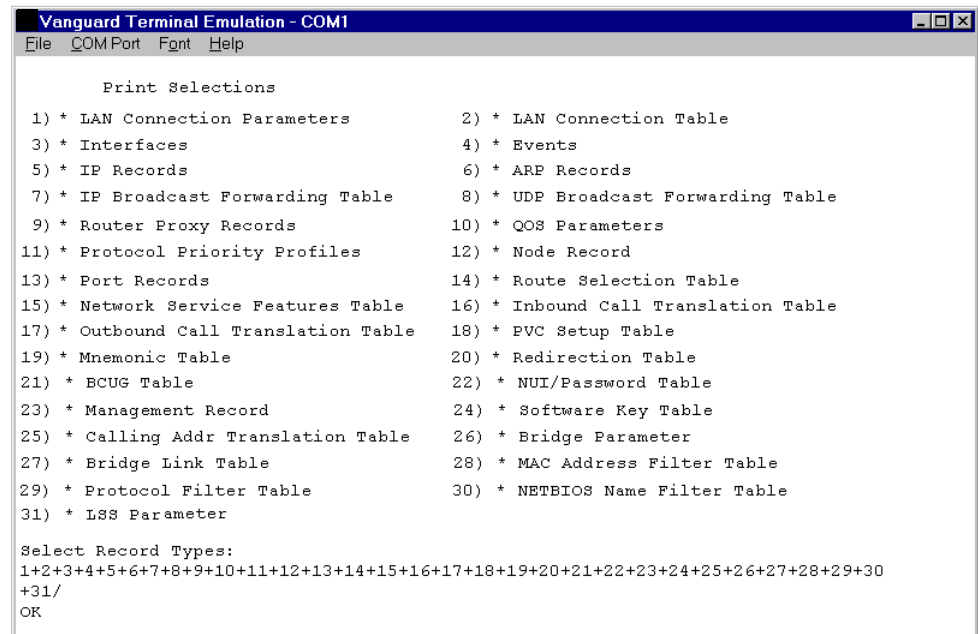 Vanguard Terminal Emulation - COM1
File COM Port Font Help
Print Selections
1) * LAN Connection Parameters 2) * LAN Connection Table
3) * Interfaces 4) * Events
5) * IP Records 6) * ARP Records
7) * IP Broadcast Forwarding Table 8) * UDP Broadcast Forwarding Table
9) * Router Proxy Records 10) * QOS Parameters
11) * Protocol Priority Profiles 12) * Node Record
13) * Port Records 14) * Route Selection Table
15) * Network Service Features Table 16) * Inbound Call Translation Table
17) * Outbound Call Translation Table 18) * PVC Setup Table
19) * Mnemonic Table 20) * Redirection Table
21) * BCUG Table 22) * NUI/Password Table
23) * Management Record 24) * Software Key Table
25) * Calling Addr Translation Table 26) * Bridge Parameter
27) * Bridge Link Table 28) * MAC Address Filter Table
29) * Protocol Filter Table 30) * NETBIOS Name Filter Table
31) * LSS Parameter
Select Record Types:
1+2+3+4+5+6+7+8+9+10+11+12+13+14+15+16+17+18+19+20+21+22+23+24+25+26+27+28+29+30
+31/
OK